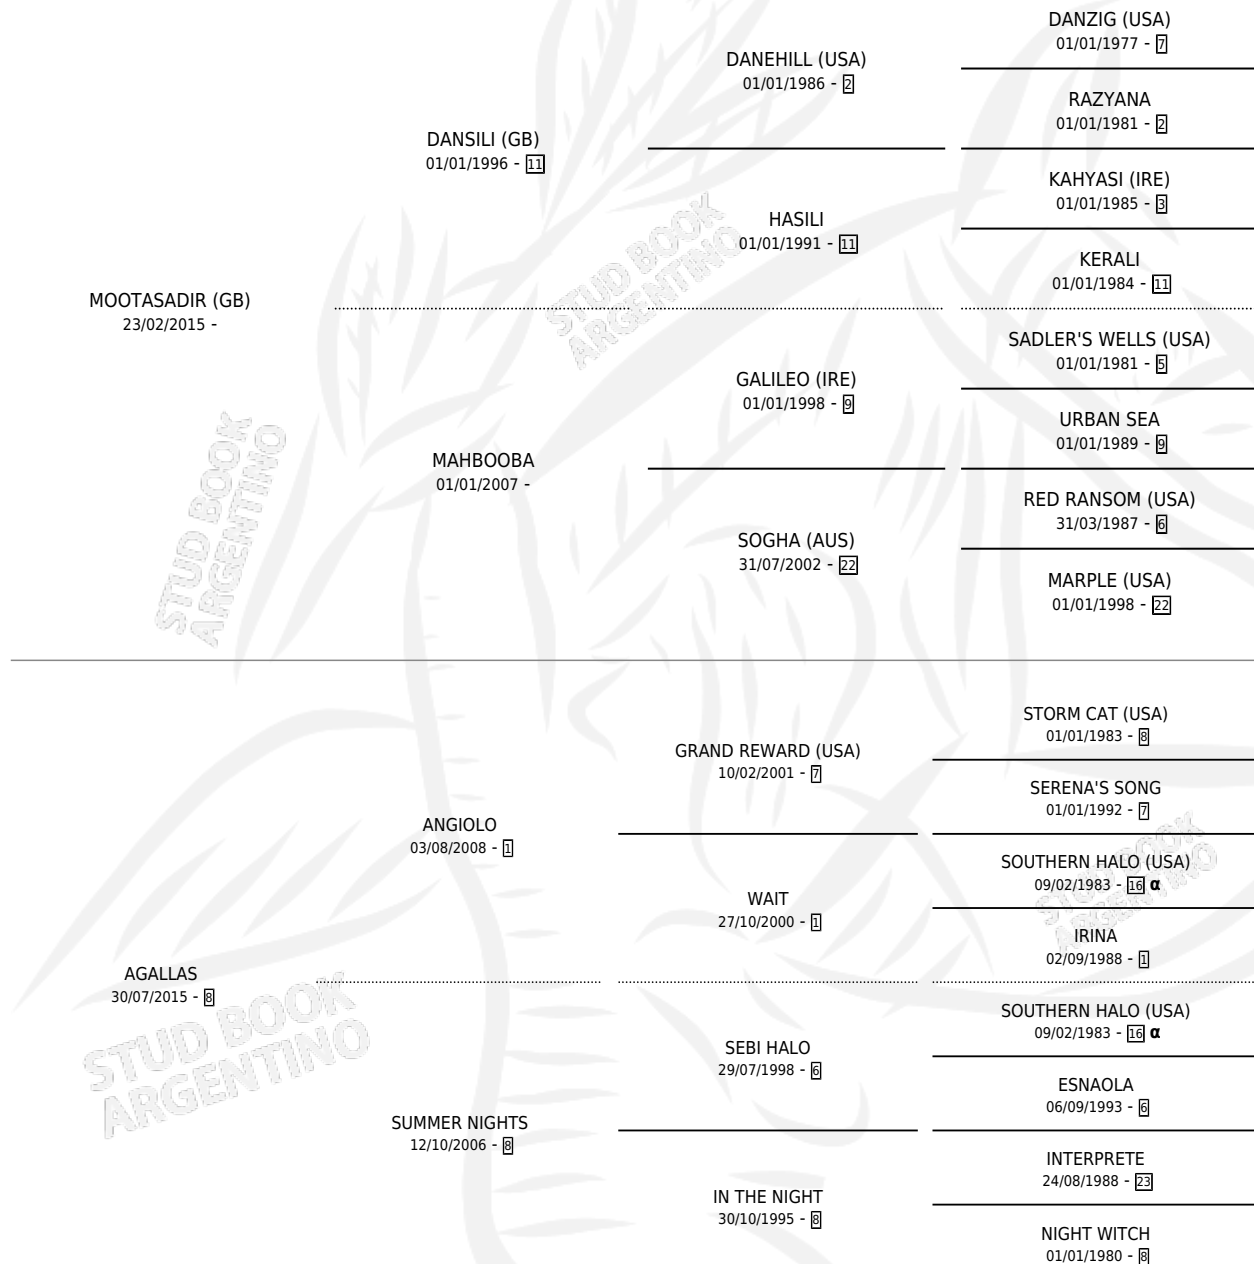 DANZIG (USA)
01/01/1977 - 7
DANEHILL (USA)
01/01/1986 - 2
RAZYANA
01/01/1981 - 2
DANSILI (GB)
01/01/1996 - 11
KAHYASI (IRE)
01/01/1985 - 3
HASILI
01/01/1991 - 11
KERALI
01/01/1984 - 11
MOOTASADIR (GB)
23/02/2015 -
SADLER'S WELLS (USA)
01/01/1981 - 5
GALILEO (IRE)
01/01/1998 - 9
URBAN SEA
01/01/1989 - 9
MAHBOOBA
01/01/2007 -
RED RANSOM (USA)
31/03/1987 - 6
SOGHA (AUS)
31/07/2002 - 22
MARPLE (USA)
01/01/1998 - 22
STORM CAT (USA)
01/01/1983 - 8
GRAND REWARD (USA)
10/02/2001 - 7
SERENA'S SONG
01/01/1992 - 7
ANGIOLO
03/08/2008 - 1
SOUTHERN HALO (USA)
09/02/1983 - 16 α
WAIT
27/10/2000 - 1
IRINA
02/09/1988 - 1
AGALLAS
30/07/2015 - 8
SOUTHERN HALO (USA)
09/02/1983 - 16 α
SEBI HALO
29/07/1998 - 6
ESNAOLA
06/09/1993 - 6
SUMMER NIGHTS
12/10/2006 - 8
INTERPRETE
24/08/1988 - 23
IN THE NIGHT
30/10/1995 - 8
NIGHT WITCH
01/01/1980 - 8
STUD BOOK
ARGENTINO
STUD BOOK
ARGENTINO
STUD BOOK
ARGENTINO
STUD BOOK
ARGENTINO